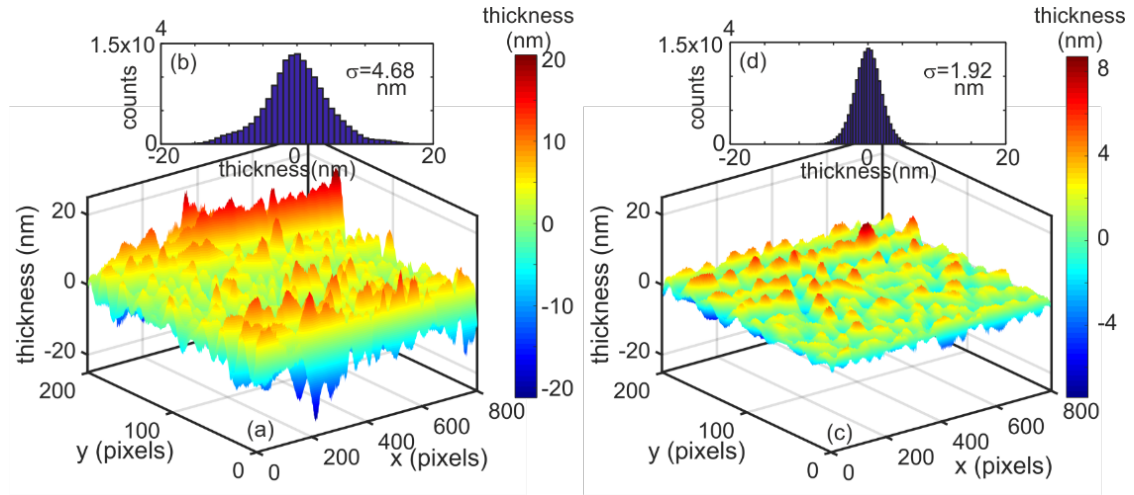 4
1.5x10
(b)
σ=4.68
nm
counts
0
-20
0
20
thickness(nm)
thickness
(nm)
20
10
0
-10
-20
thickness (nm)
20
0
-20
200
100
0
y (pixels)
(a)
0
200
400
600
800
x (pixels)
4
1.5x10
(d)
σ=1.92
nm
counts
0
-20
0
20
thickness(nm)
thickness
(nm)
8
4
0
-4
thickness (nm)
20
0
-20
200
100
0
y (pixels)
(c)
0
200
400
600
800
x (pixels)